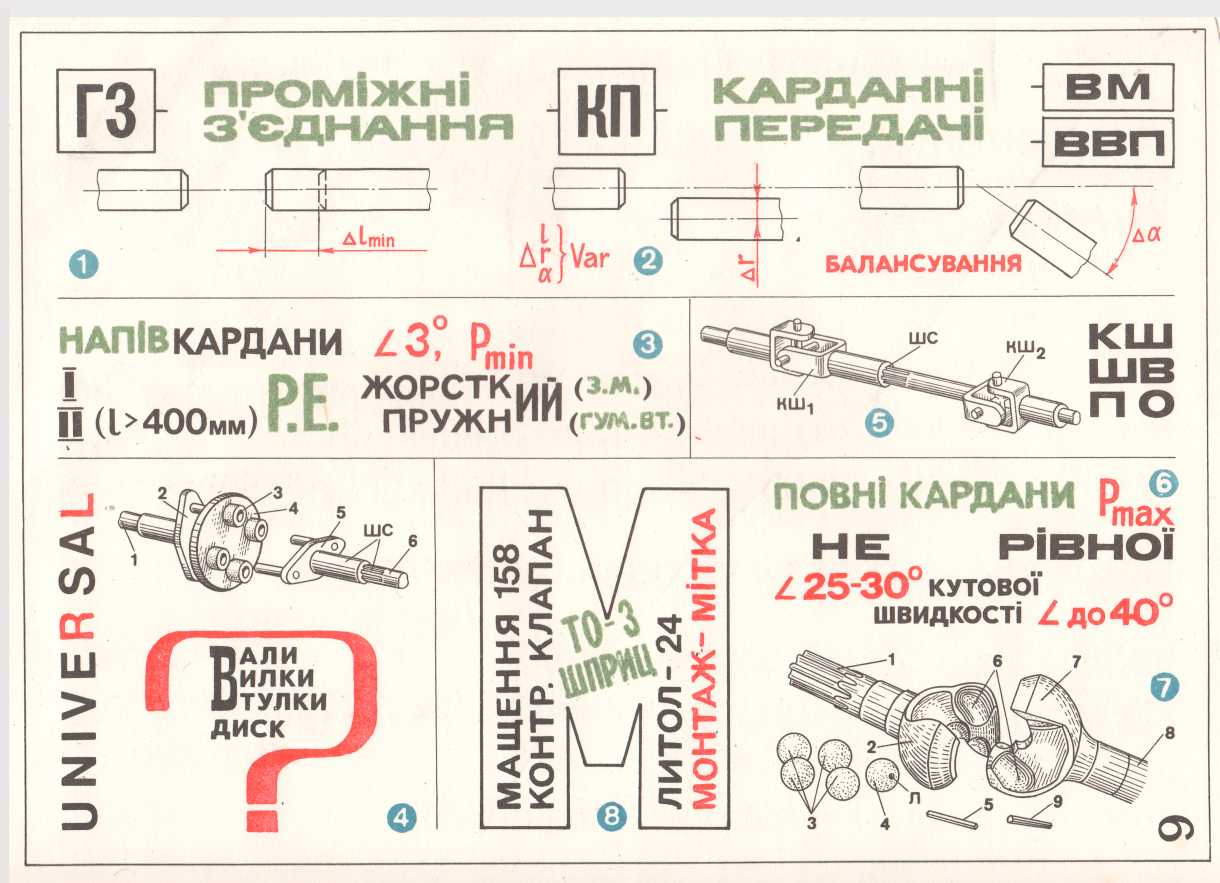 ГЗ
ПРОМІЖНІ
З'ЄДНАННЯ
КП
КАРДАННІ
ПЕРЕДАЧІ
ВМ
ВВП
Δlmin
1
Δ l r α } Var
2
Δr
БАЛАНСУВАННЯ
Δα
НАПІВКАРДАНИ ∠3°, Pmin
3
I
II (l>400мм) Р.Е.
ЖОРСТКИЙ (З.М.)
ПРУЖНИЙ (ГУМ.ВТ.)
КШ1
ШС
КШ2
5
КШ
ШВ
ПО
UNIVERSAL
1
2
3
4
5
ШС
6
ВАЛИ
ВИЛКИ
ВТУЛКИ
ДИСК
4
МАЩЕННЯ 158
КОНТР. КЛАПАН
ТО-3
ШПРИЦ
ЛИТОЛ-24
МОНТАЖ-МІТКА
8
ПОВНІ КАРДАНИ Pmax
6
НЕ РІВНОЇ
∠25-30° КУТОВОЇ
ШВИДКОСТІ ∠ до 40°
1
6
7
7
2
8
3
4
Л
5
9
9